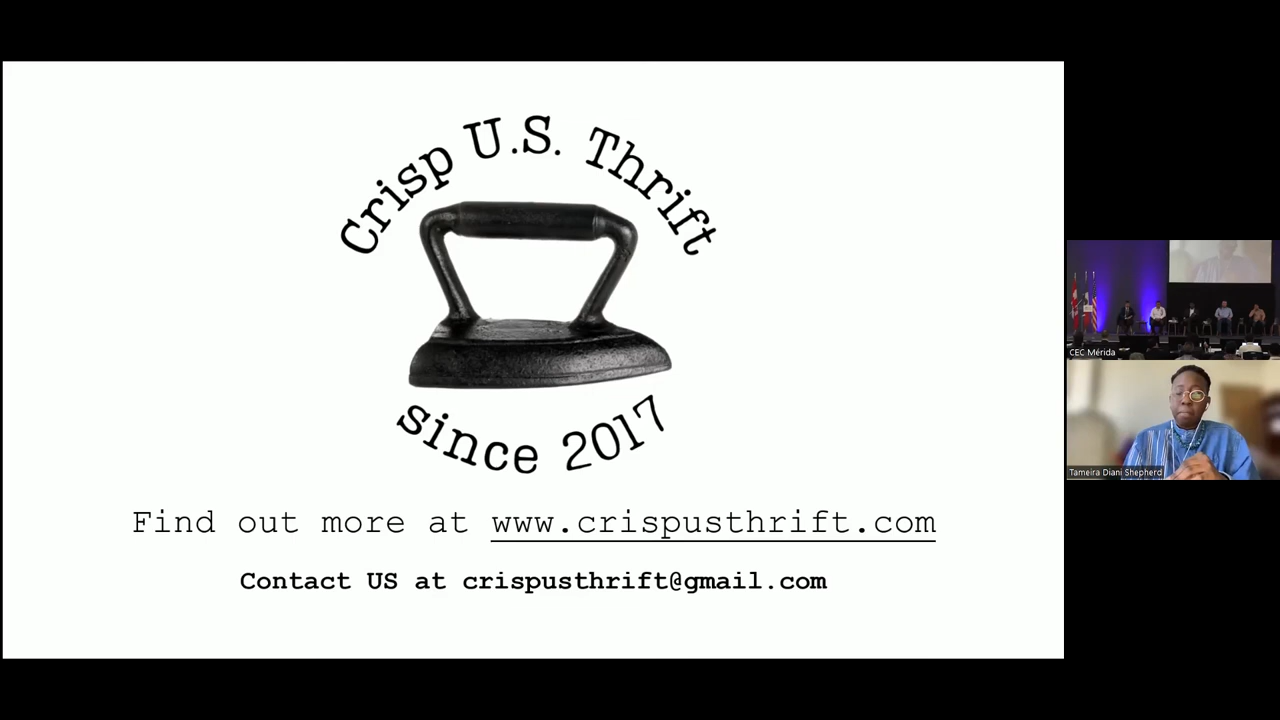 Crisp U.S. Thrift
since 2017
Find out more at www.crispusthrift.com
Contact US at crispusthrift@gmail.com
CEC Mérida
Tameira Diani Shepherd